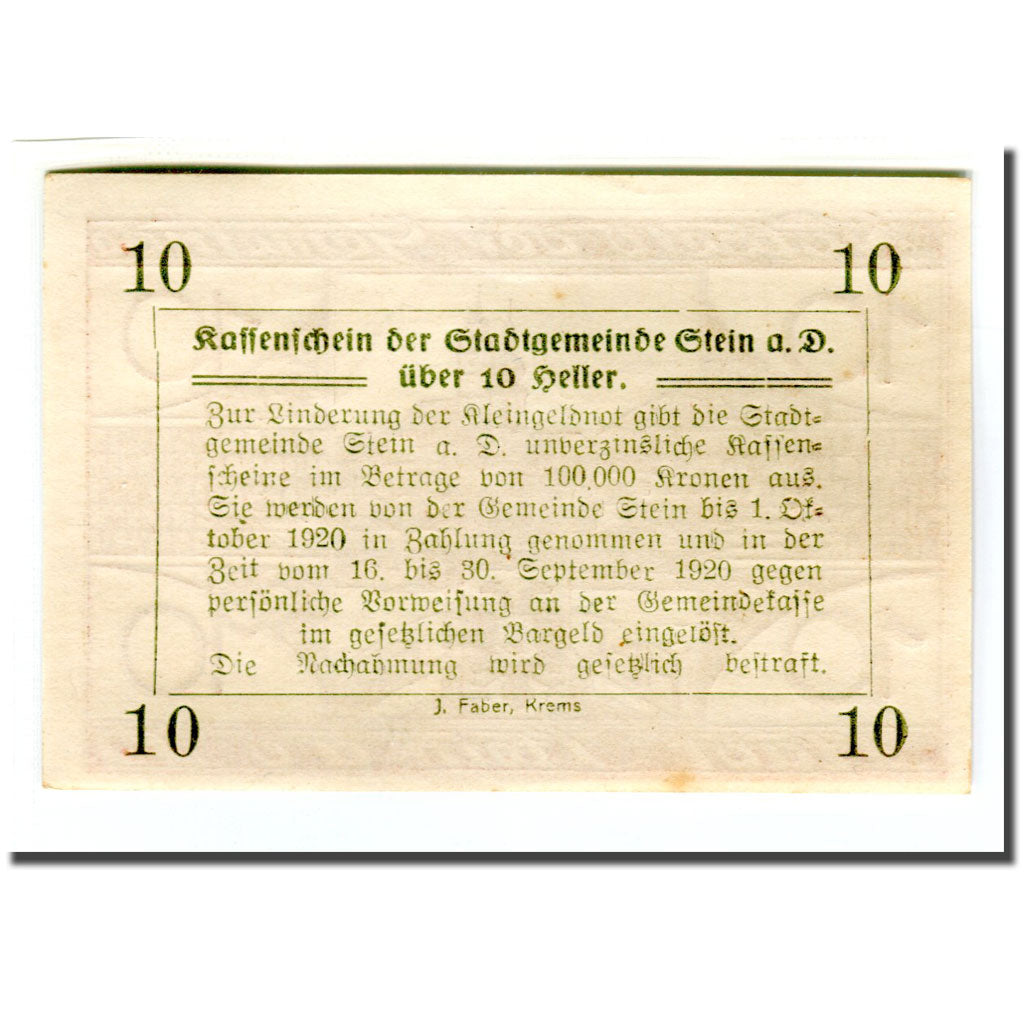 10 10
Kassenschein der Stadtgemeinde Stein a. D.
über 10 Heller.
Zur Linderung der Kleingeldnot gibt die Stadt-
gemeinde Stein a. D. unverzinsliche Kassen-
scheine im Betrage von 100.000 Kronen aus.
Sie werden von der Gemeinde Stein bis 1. Ok-
tober 1920 in Zahlung genommen und in der
Zeit vom 16. bis 30. September 1920 gegen
persönliche Vorweisung an der Gemeindekasse
im gesetzlichen Bargeld eingelöst.
Die Nachahmung wird gesetzlich bestraft.
J. Faber, Krems
10 10